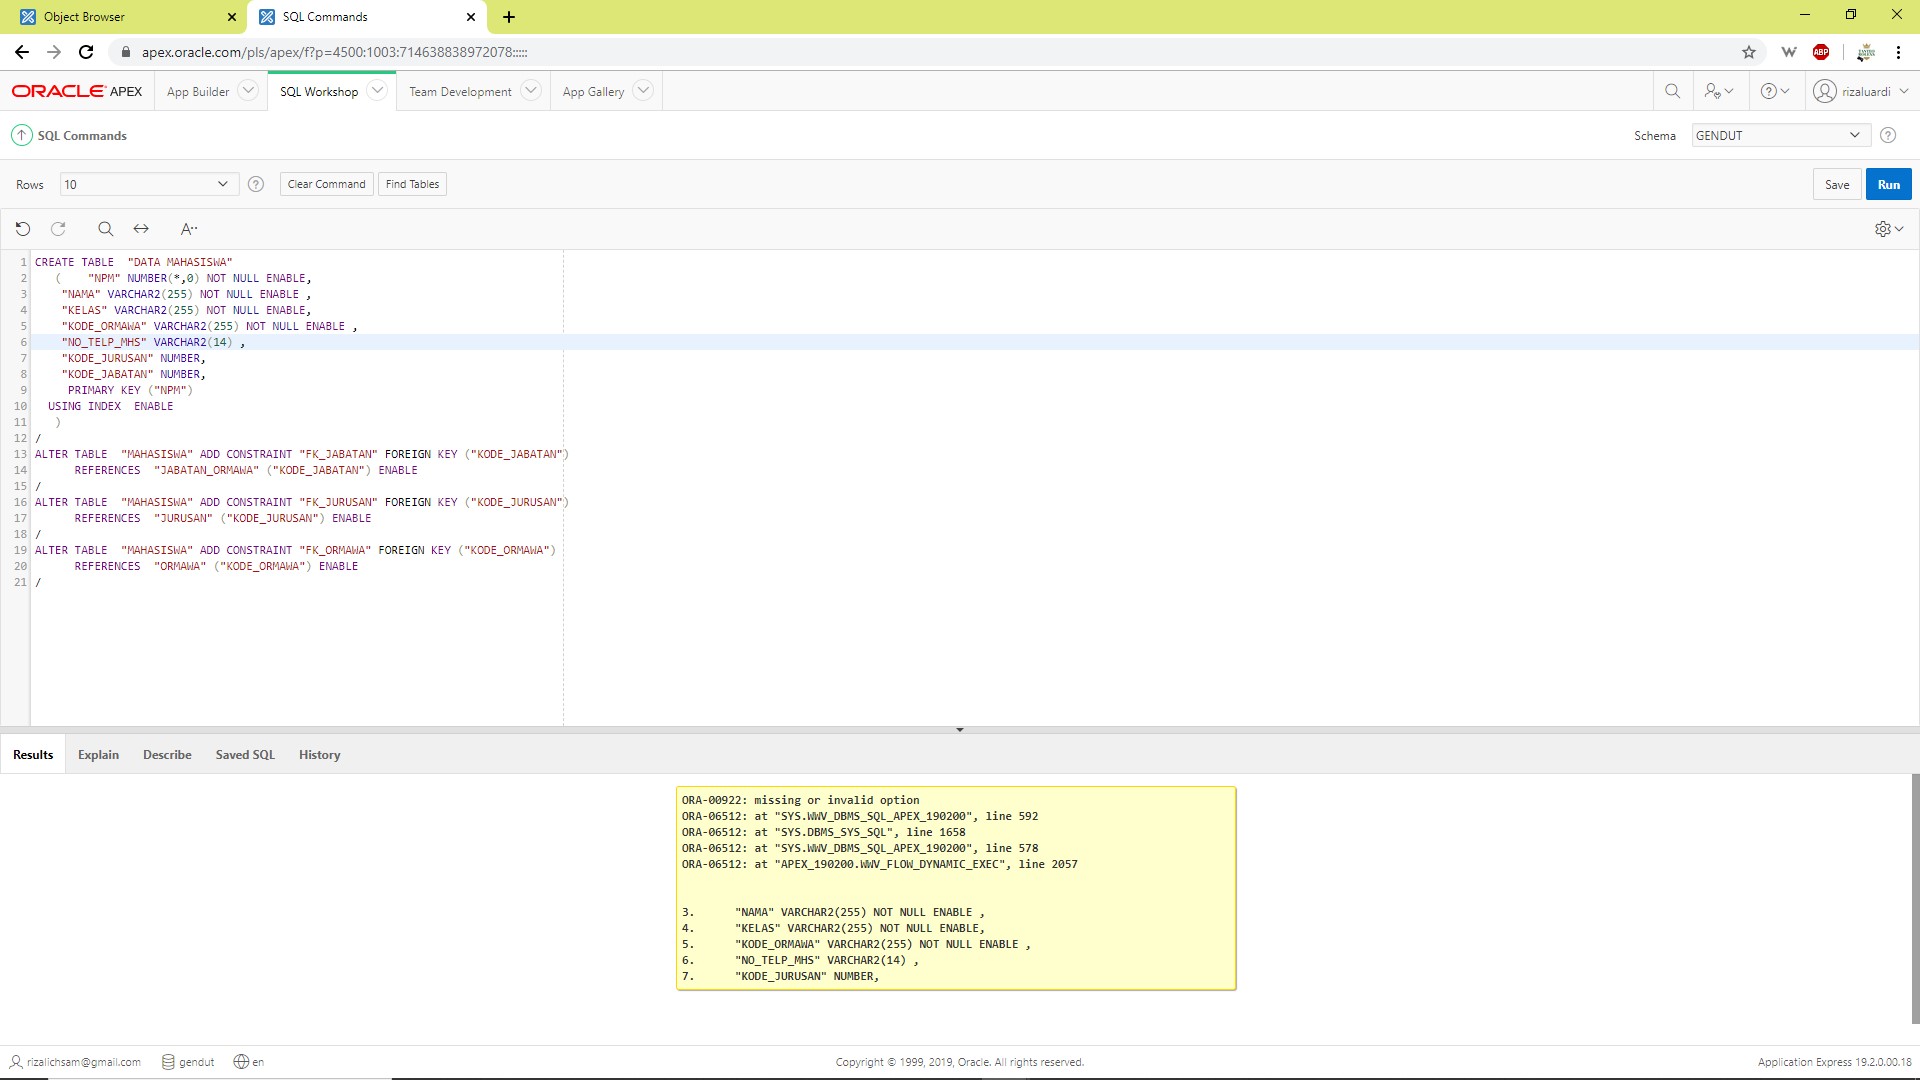 Object Browser
SQL Commands
apex.oracle.com/pls/apex/f?p=4500:1003:714638838972078:::::
W
ABP
ORACLE APEX
App Builder
SQL Workshop
Team Development
App Gallery
rizaluardi
SQL Commands
Schema
GENDUT
Rows
10
Clear Command
Find Tables
Save
Run
1 CREATE TABLE "DATA MAHASISWA"
2 ( "NPM" NUMBER(*,0) NOT NULL ENABLE,
3 "NAMA" VARCHAR2(255) NOT NULL ENABLE ,
4 "KELAS" VARCHAR2(255) NOT NULL ENABLE,
5 "KODE_ORMAWA" VARCHAR2(255) NOT NULL ENABLE ,
6 "NO_TELP_MHS" VARCHAR2(14) ,
7 "KODE_JURUSAN" NUMBER,
8 "KODE_JABATAN" NUMBER,
9 PRIMARY KEY ("NPM")
10 USING INDEX ENABLE
11 )
12 /
13 ALTER TABLE "MAHASISWA" ADD CONSTRAINT "FK_JABATAN" FOREIGN KEY ("KODE_JABATAN")
14 REFERENCES "JABATAN_ORMAWA" ("KODE_JABATAN") ENABLE
15 /
16 ALTER TABLE "MAHASISWA" ADD CONSTRAINT "FK_JURUSAN" FOREIGN KEY ("KODE_JURUSAN")
17 REFERENCES "JURUSAN" ("KODE_JURUSAN") ENABLE
18 /
19 ALTER TABLE "MAHASISWA" ADD CONSTRAINT "FK_ORMAWA" FOREIGN KEY ("KODE_ORMAWA")
20 REFERENCES "ORMAWA" ("KODE_ORMAWA") ENABLE
21 /
Results
Explain
Describe
Saved SQL
History
ORA-00922: missing or invalid option
ORA-06512: at "SYS.WWV_DBMS_SQL_APEX_190200", line 592
ORA-06512: at "SYS.DBMS_SYS_SQL", line 1658
ORA-06512: at "SYS.WWV_DBMS_SQL_APEX_190200", line 578
ORA-06512: at "APEX_190200.WWV_FLOW_DYNAMIC_EXEC", line 2057
3. "NAMA" VARCHAR2(255) NOT NULL ENABLE ,
4. "KELAS" VARCHAR2(255) NOT NULL ENABLE,
5. "KODE_ORMAWA" VARCHAR2(255) NOT NULL ENABLE ,
6. "NO_TELP_MHS" VARCHAR2(14) ,
7. "KODE_JURUSAN" NUMBER,
rizalichsam@gmail.com
gendut
en
Copyright © 1999, 2019, Oracle. All rights reserved.
Application Express 19.2.0.00.18